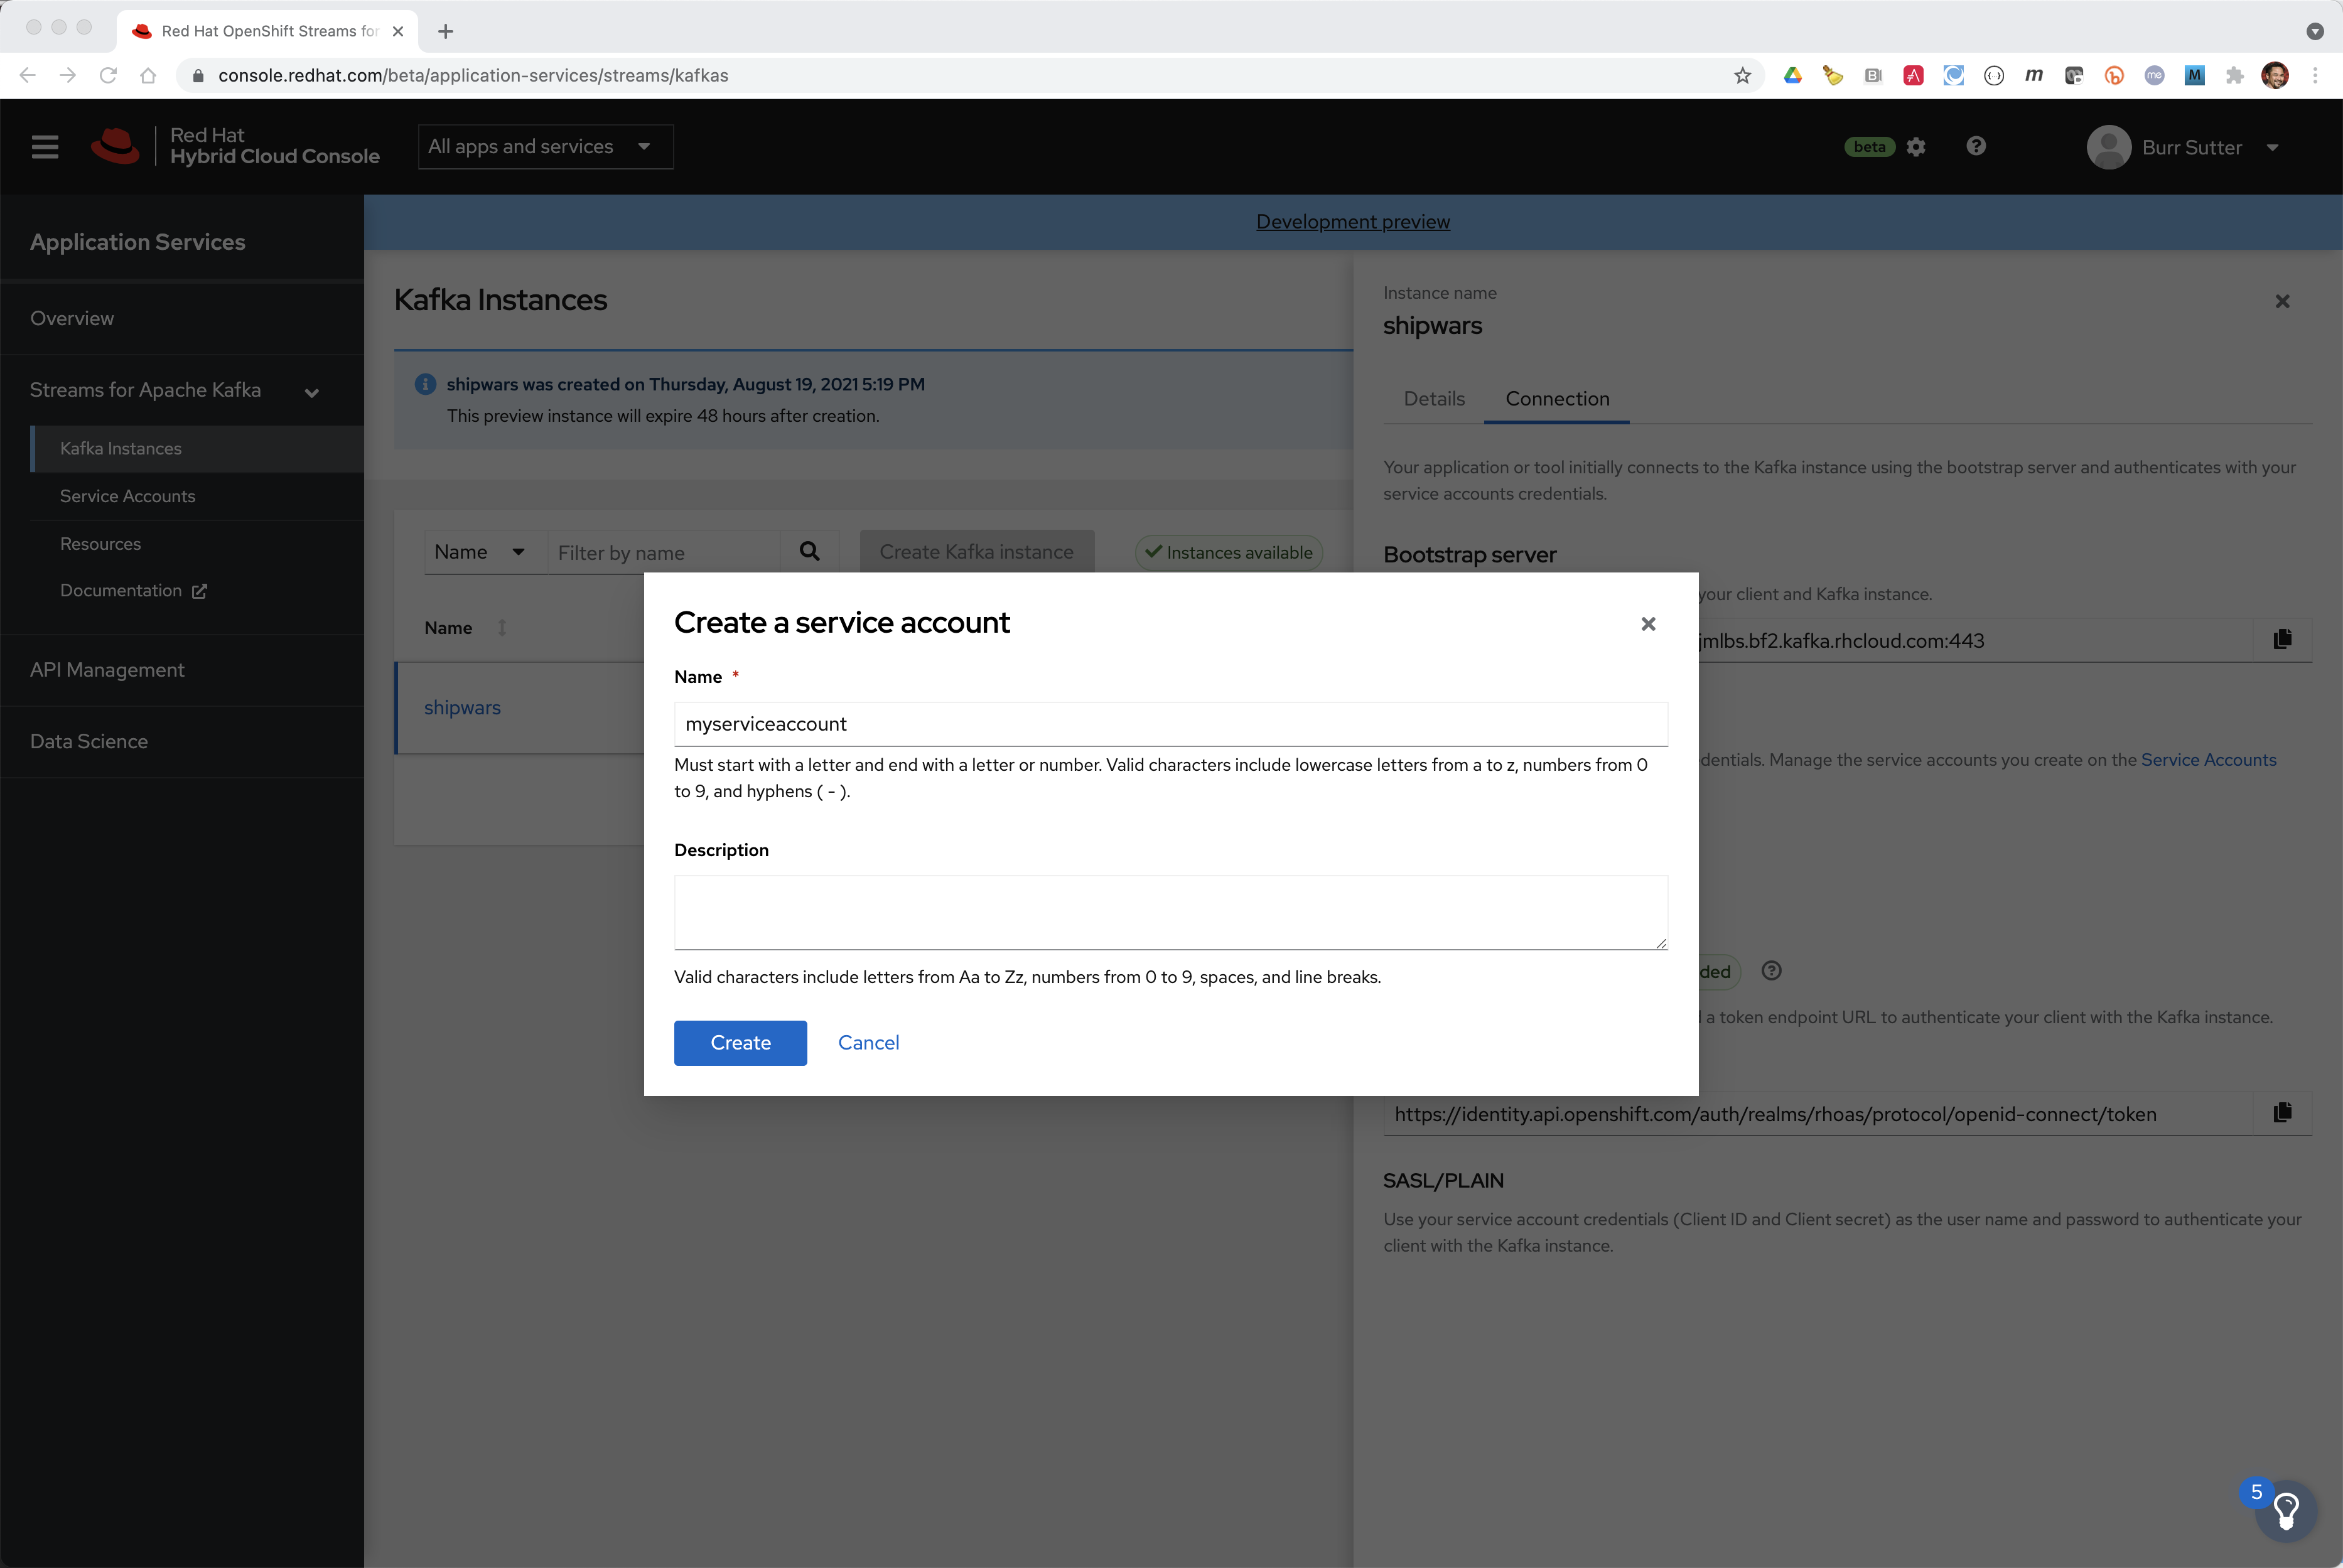 Red Hat OpenShift Streams for
console.redhat.com/beta/application-services/streams/kafkas
Red Hat
Hybrid Cloud Console
All apps and services
beta
Burr Sutter
Application Services
Overview
Streams for Apache Kafka
Kafka Instances
Service Accounts
Resources
Documentation
API Management
Data Science
Development preview
Kafka Instances
shipwars was created on Thursday, August 19, 2021 5:19 PM
This preview instance will expire 48 hours after creation.
Name
Filter by name
Create Kafka instance
Instances available
Name
shipwars
Instance name
shipwars
Details
Connection
Your application or tool initially connects to the Kafka instance using the bootstrap server and authenticates with your
service accounts credentials.
Bootstrap server
your client and Kafka instance.
jmlbs.bf2.kafka.rhcloud.com:443
dentials. Manage the service accounts you create on the Service Accounts
ded
a token endpoint URL to authenticate your client with the Kafka instance.
https://identity.api.openshift.com/auth/realms/rhoas/protocol/openid-connect/token
SASL/PLAIN
Use your service account credentials (Client ID and Client secret) as the user name and password to authenticate your
client with the Kafka instance.
Create a service account
Name *
myserviceaccount
Must start with a letter and end with a letter or number. Valid characters include lowercase letters from a to z, numbers from 0
to 9, and hyphens ( - ).
Description
Valid characters include letters from Aa to Zz, numbers from 0 to 9, spaces, and line breaks.
Create
Cancel
5